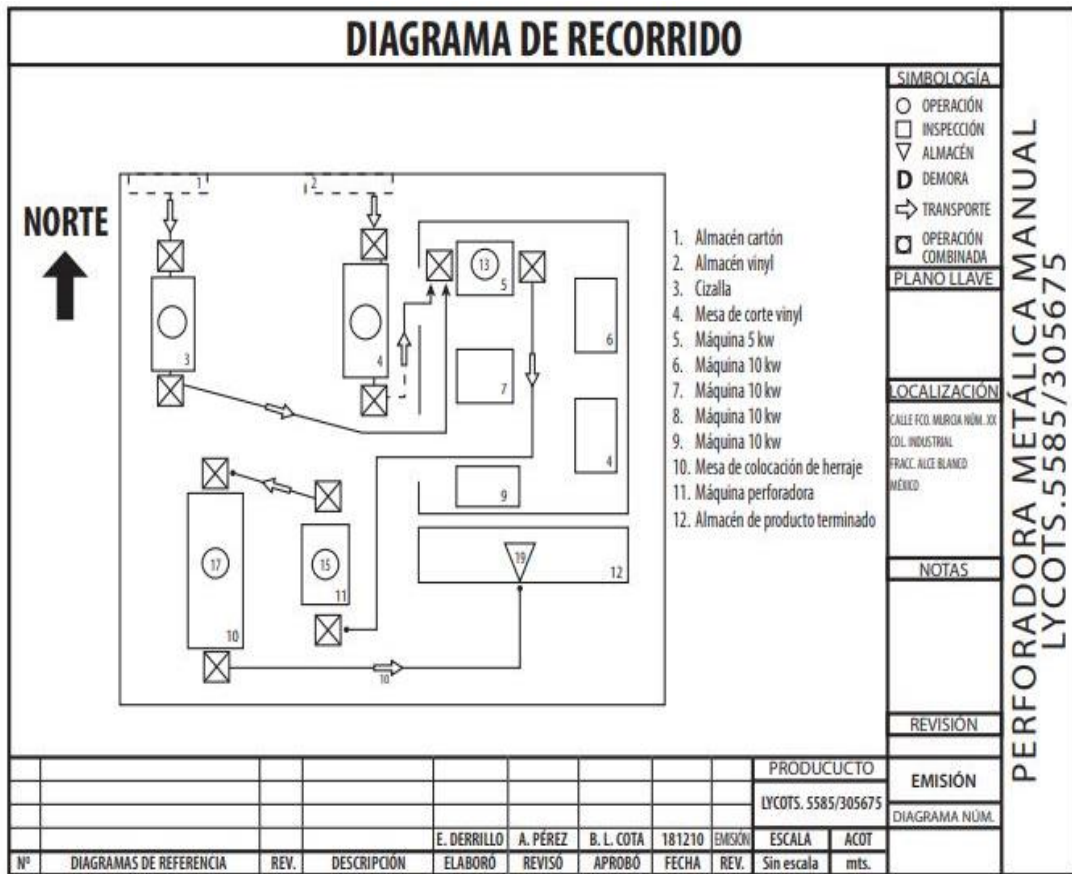 DIAGRAMA DE RECORRIDO
NORTE
1
2
3
4
13
5
6
7
4
9
17
10
15
11
19
12
10
1. Almacén cartón
2. Almacén vinyl
3. Cizalla
4. Mesa de corte vinyl
5. Máquina 5 kw
6. Máquina 10 kw
7. Máquina 10 kw
8. Máquina 10 kw
9. Máquina 10 kw
10. Mesa de colocación de herraje
11. Máquina perforadora
12. Almacén de producto terminado
SIMBOLOGÍA
OPERACIÓN
INSPECCIÓN
ALMACÉN
D DEMORA
TRANSPORTE
OPERACIÓN
COMBINADA
PLANO LLAVE
LOCALIZACIÓN
CALLE FCO. MURCIA NÚM. XX
COL. INDUSTRIAL
FRACC. ALCE BLANCO
MÉXICO
NOTAS
REVISIÓN
EMISIÓN
DIAGRAMA NÚM.
PERFORADORA METÁLICA MANUAL
LYCOTS.5585/305675
PRODUCUCTO
LYCOTS. 5585/305675
E. DERRILLO A. PÉREZ B. L. COTA 181210 EMISIÓN ESCALA ACOT
Nº DIAGRAMAS DE REFERENCIA REV. DESCRIPCIÓN ELABORÓ REVISÓ APROBÓ FECHA REV. Sin escala mts.